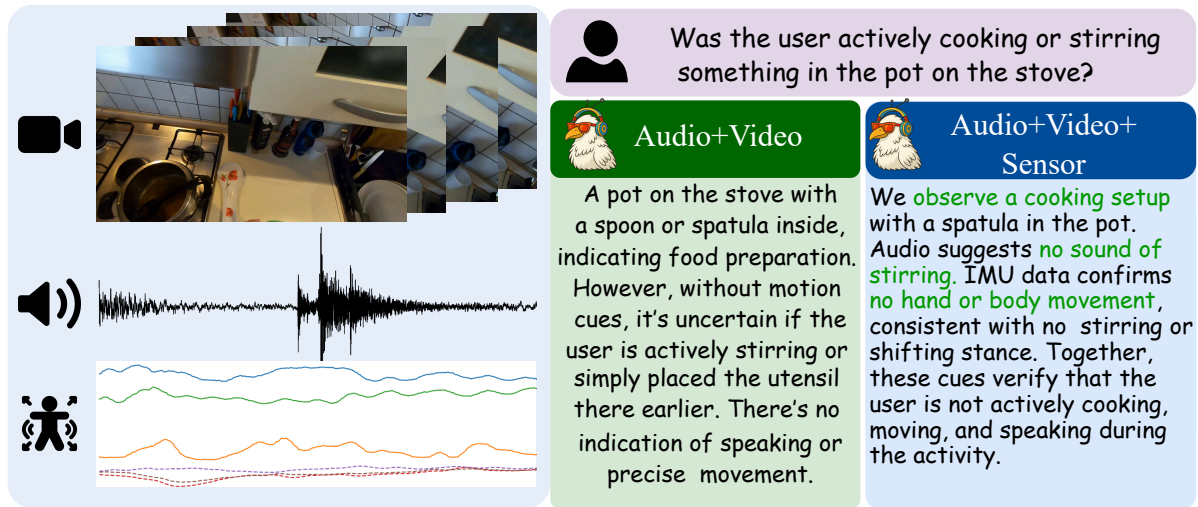 Was the user actively cooking or stirring
something in the pot on the stove?
Audio+Video
A pot on the stove with
a spoon or spatula inside,
indicating food preparation.
However, without motion
cues, it's uncertain if the
user is actively stirring or
simply placed the utensil
there earlier. There's no
indication of speaking or
precise movement.
Audio+Video+
Sensor
We observe a cooking setup
with a spatula in the pot.
Audio suggests no sound of
stirring. IMU data confirms
no hand or body movement,
consistent with no stirring or
shifting stance. Together,
these cues verify that the
user is not actively cooking,
moving, and speaking during
the activity.